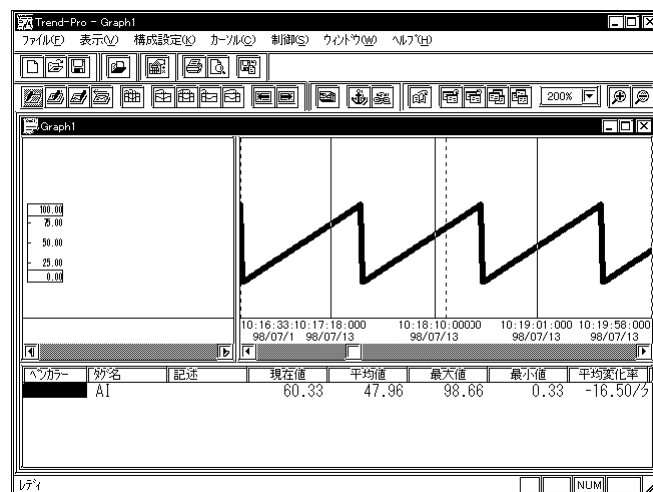 Trend-Pro - Graph1
ファイル(F) 表示(V) 構成設定(K) カーソル(C) 制御(S) ウィンドウ(W) ヘルプ(H)
200%
Graph1
100.00
75.00
50.00
25.00
0.00
10:16:33:10:17:18:000 10:18:10:00000 10:19:01:000 10:19:58:000
98/07/1 98/07/13 98/07/13 98/07/13 98/07/13
ペンカラー タグ名 記述 現在値 平均値 最大値 最小値 平均変化率
AI 60.33 47.96 98.66 0.33 -16.50/分
レディ NUM